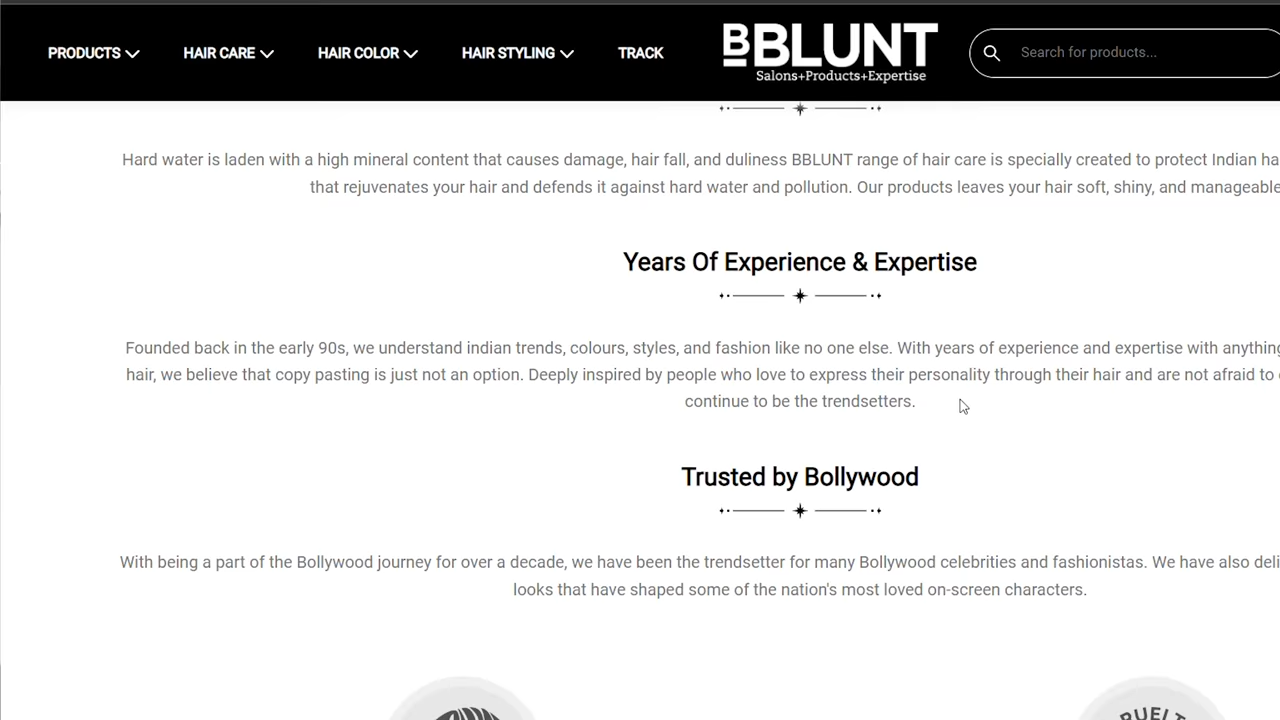 PRODUCTS HAIR CARE HAIR COLOR HAIR STYLING TRACK
BBLUNT
Salons+Products+Expertise
Search for products...
Hard water is laden with a high mineral content that causes damage, hair fall, and duliness BBLUNT range of hair care is specially created to protect Indian
that rejuvenates your hair and defends it against hard water and pollution. Our products leaves your hair soft, shiny, and manageable
Years Of Experience & Expertise
Founded back in the early 90s, we understand indian trends, colours, styles, and fashion like no one else. With years of experience and expertise with anything
hair, we believe that copy pasting is just not an option. Deeply inspired by people who love to express their personality through their hair and are not afraid to
continue to be the trendsetters.
Trusted by Bollywood
With being a part of the Bollywood journey for over a decade, we have been the trendsetter for many Bollywood celebrities and fashionistas. We have also
looks that have shaped some of the nation's most loved on-screen characters.